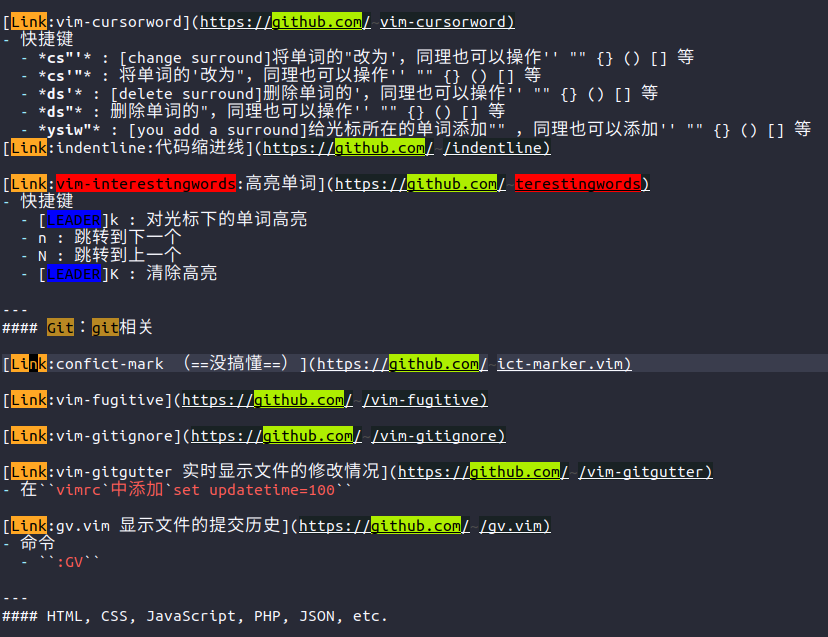 [Link:vim-cursorword](https://github.com/~vim-cursorword)
- 快捷键
- *cs"'* : [change surround]将单词的"改为', 同理也可以操作'' "" {} () [] 等
- *cs'"* : 将单词的'改为", 同理也可以操作'' "" {} () [] 等
- *ds'* : [delete surround]删除单词的', 同理也可以操作'' "" {} () [] 等
- *ds"* : 删除单词的", 同理也可以操作'' "" {} () [] 等
- *ysiw"* : [you add a surround]给光标所在的单词添加"" , 同理也可以添加'' "" {} () [] 等
[Link:indentline:代码缩进线](https://github.com/~/indentline)
[Link:vim-interestingwords:高亮单词](https://github.com/~terestingwords)
- 快捷键
- [LEADER]k : 对光标下的单词高亮
- n : 跳转到下一个
- N : 跳转到上一个
- [LEADER]K : 清除高亮
---
#### Git：git相关
[Link:confict-mark （==没搞懂==）](https://github.com/~ict-marker.vim)
[Link:vim-fugitive](https://github.com/~/vim-fugitive)
[Link:vim-gitignore](https://github.com/~/vim-gitignore)
[Link:vim-gitgutter 实时显示文件的修改情况](https://github.com/~/vim-gitgutter)
- 在``vimrc`中添加`set updatetime=100``
[Link:gv.vim 显示文件的提交历史](https://github.com/~/gv.vim)
- 命令
- ``:GV``
---
#### HTML, CSS, JavaScript, PHP, JSON, etc.